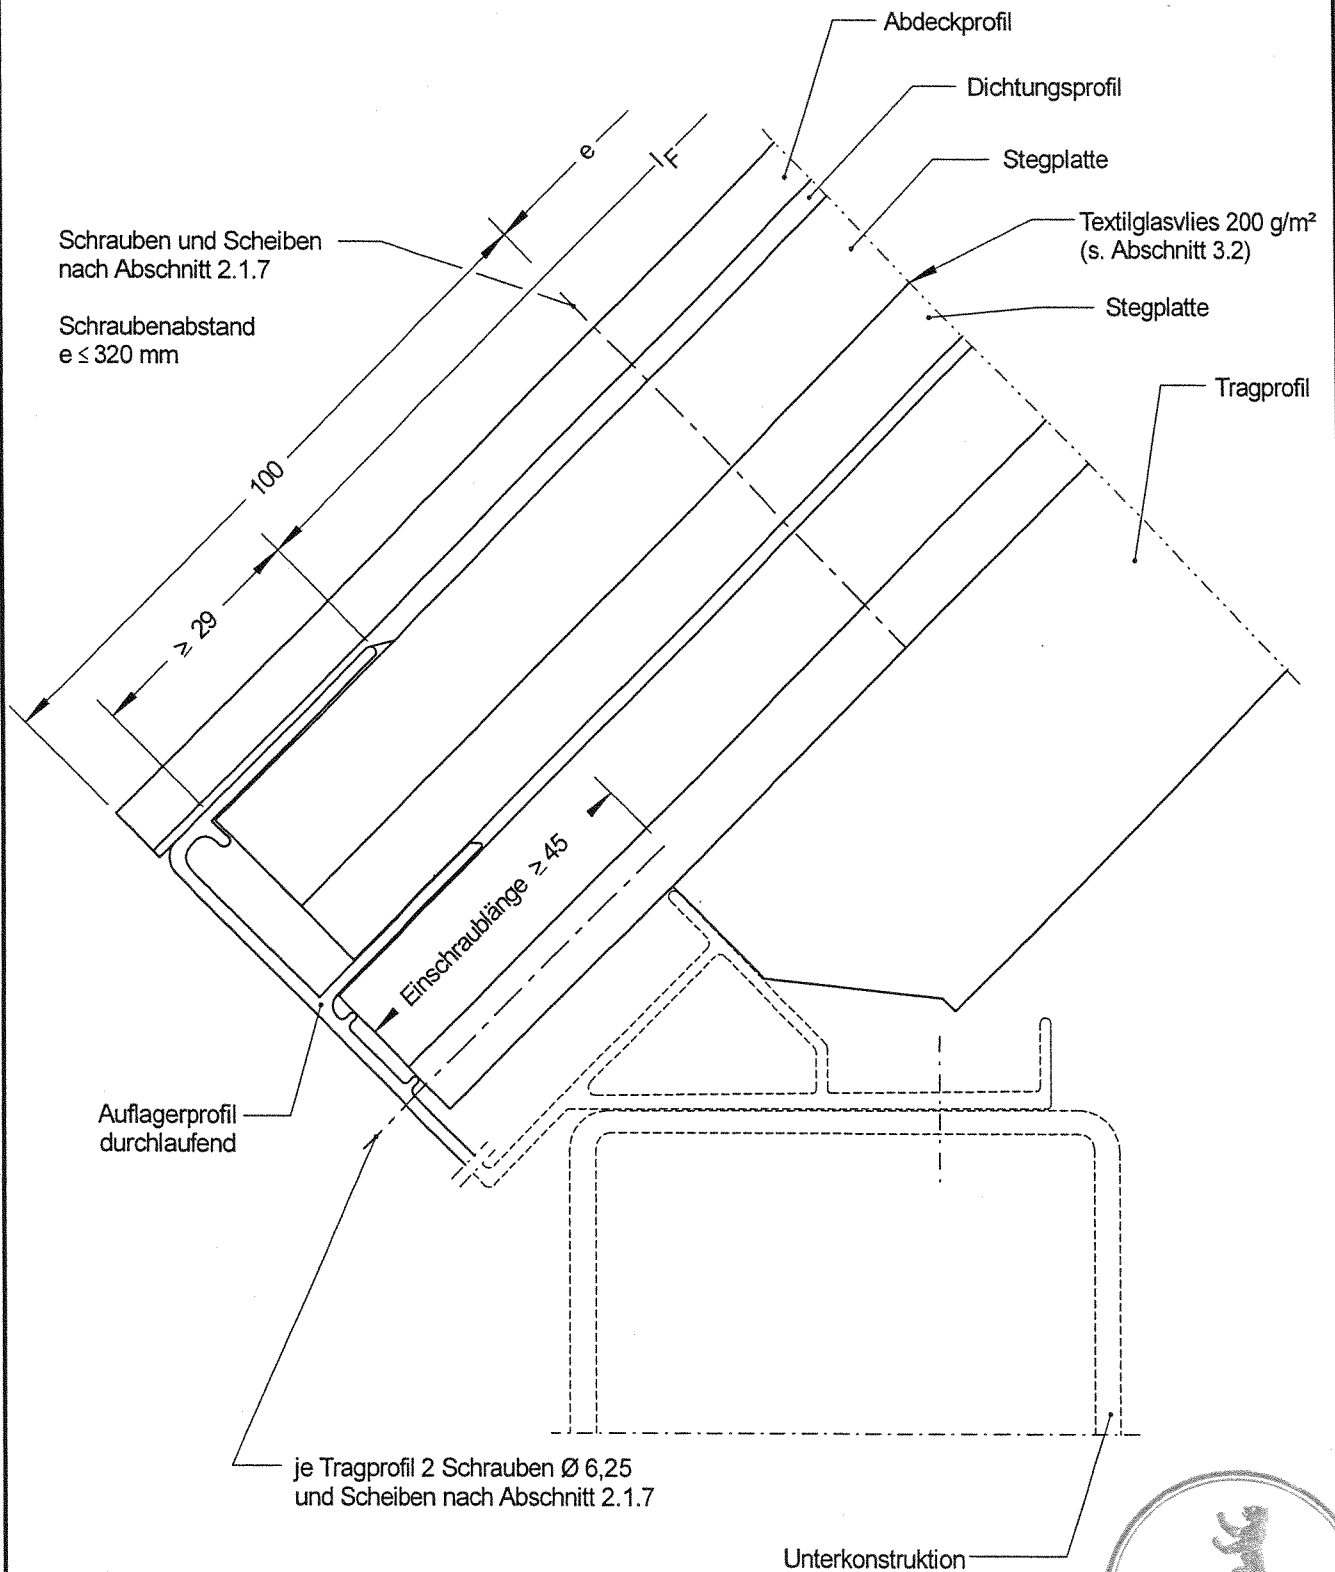 Abdeckprofil
Dichtungsprofil
Stegplatte
Textilglasvlies 200 g/m²
(s. Abschnitt 3.2)
Stegplatte
Tragprofil
e
l_F
Schrauben und Scheiben
nach Abschnitt 2.1.7
Schraubenabstand
e ≤ 320 mm
100
≥ 29
Einschraublänge ≥ 45
Auflagerprofil
durchlaufend
je Tragprofil 2 Schrauben Ø 6,25
und Scheiben nach Abschnitt 2.1.7
Unterkonstruktion